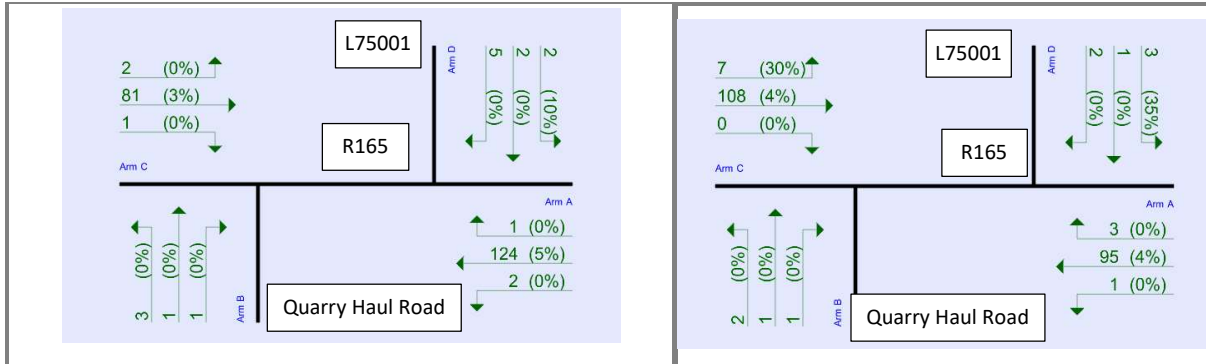 L75001
Arm D
5 (0%)
2 (0%)
2 (10%)
2 (0%)
81 (3%)
1 (0%)
R165
Arm C
Arm A
1 (0%)
124 (5%)
2 (0%)
3 (0%)
1 (0%)
1 (0%)
Arm B
Quarry Haul Road
L75001
Arm D
2 (0%)
1 (0%)
3 (35%)
7 (30%)
108 (4%)
0 (0%)
R165
Arm C
Arm A
3 (0%)
95 (4%)
1 (0%)
2 (0%)
1 (0%)
1 (0%)
Arm B
Quarry Haul Road